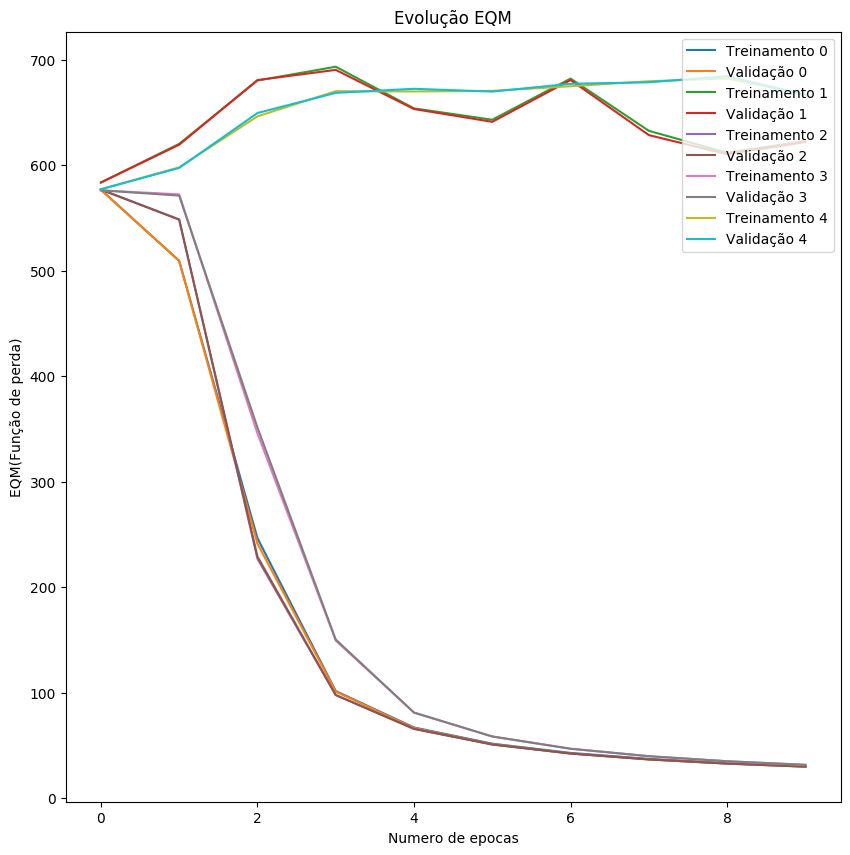 Evolução EQM
700
600
500
400
300
200
100
0
EQM(Função de perda)
0 2 4 6 8
Numero de epocas
Treinamento 0
Validação 0
Treinamento 1
Validação 1
Treinamento 2
Validação 2
Treinamento 3
Validação 3
Treinamento 4
Validação 4